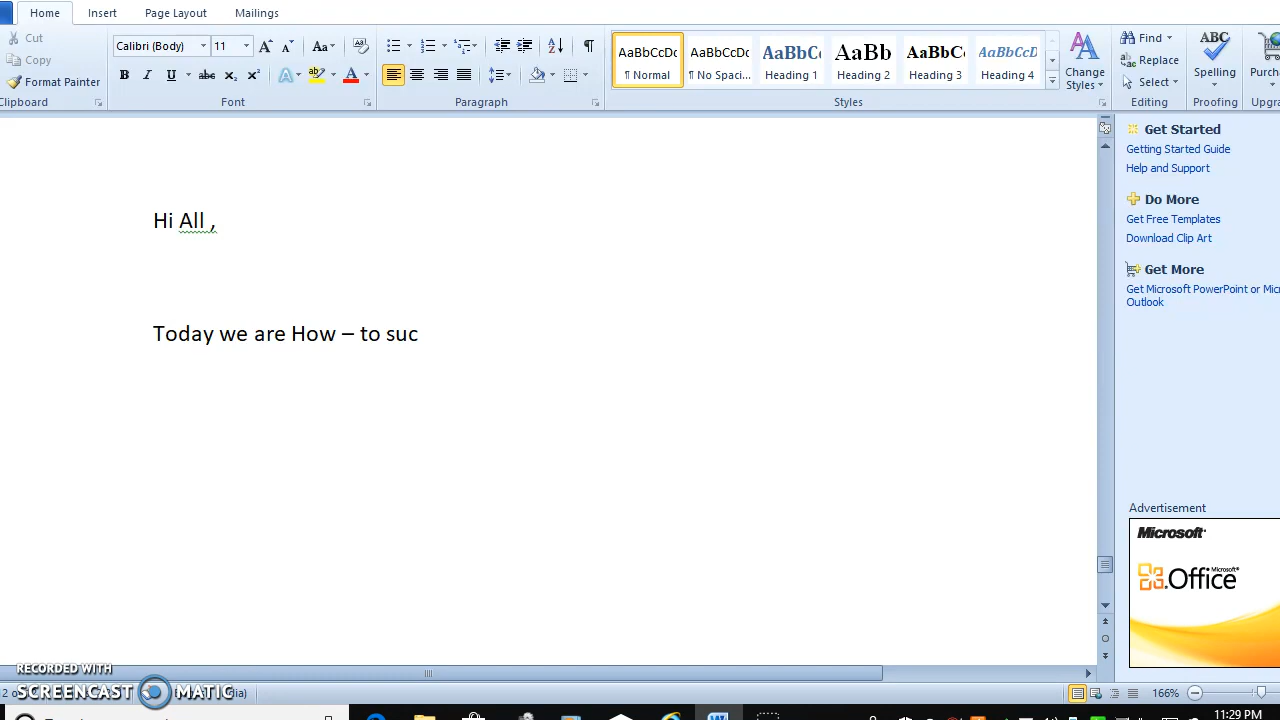 Home Insert Page Layout Mailings
Cut
Copy
Format Painter
Clipboard
Calibri (Body) 11
Font
Paragraph
AaBbCcDc AaBbCcDc AaBbC AaBb AaBbC AaBbCcD
¶ Normal ¶ No Spaci... Heading 1 Heading 2 Heading 3 Heading 4
Change Styles
Styles
Find
Replace
Select
Editing
ABC
Spelling
Proofing
Get Started
Getting Started Guide
Help and Support
Do More
Get Free Templates
Download Clip Art
Get More
Get Microsoft PowerPoint or
Outlook
Hi All ,
Today we are How – to suc
Advertisement
Microsoft
Microsoft
Office
RECORDED WITH
SCREENCAST MATIC
166%
11:29 PM